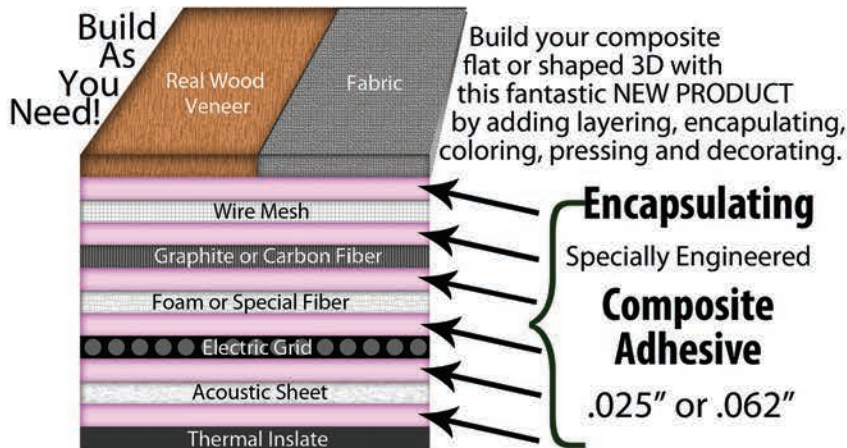 Build
As
You
Need!
Real Wood
Veneer
Fabric
Build your composite
flat or shaped 3D with
this fantastic NEW PRODUCT
by adding layering, encapulating,
coloring, pressing and decorating.
Wire Mesh
Graphite or Carbon Fiber
Foam or Special Fiber
Electric Grid
Acoustic Sheet
Thermal Inslate
Encapsulating
Specially Engineered
Composite
Adhesive
.025” or .062”